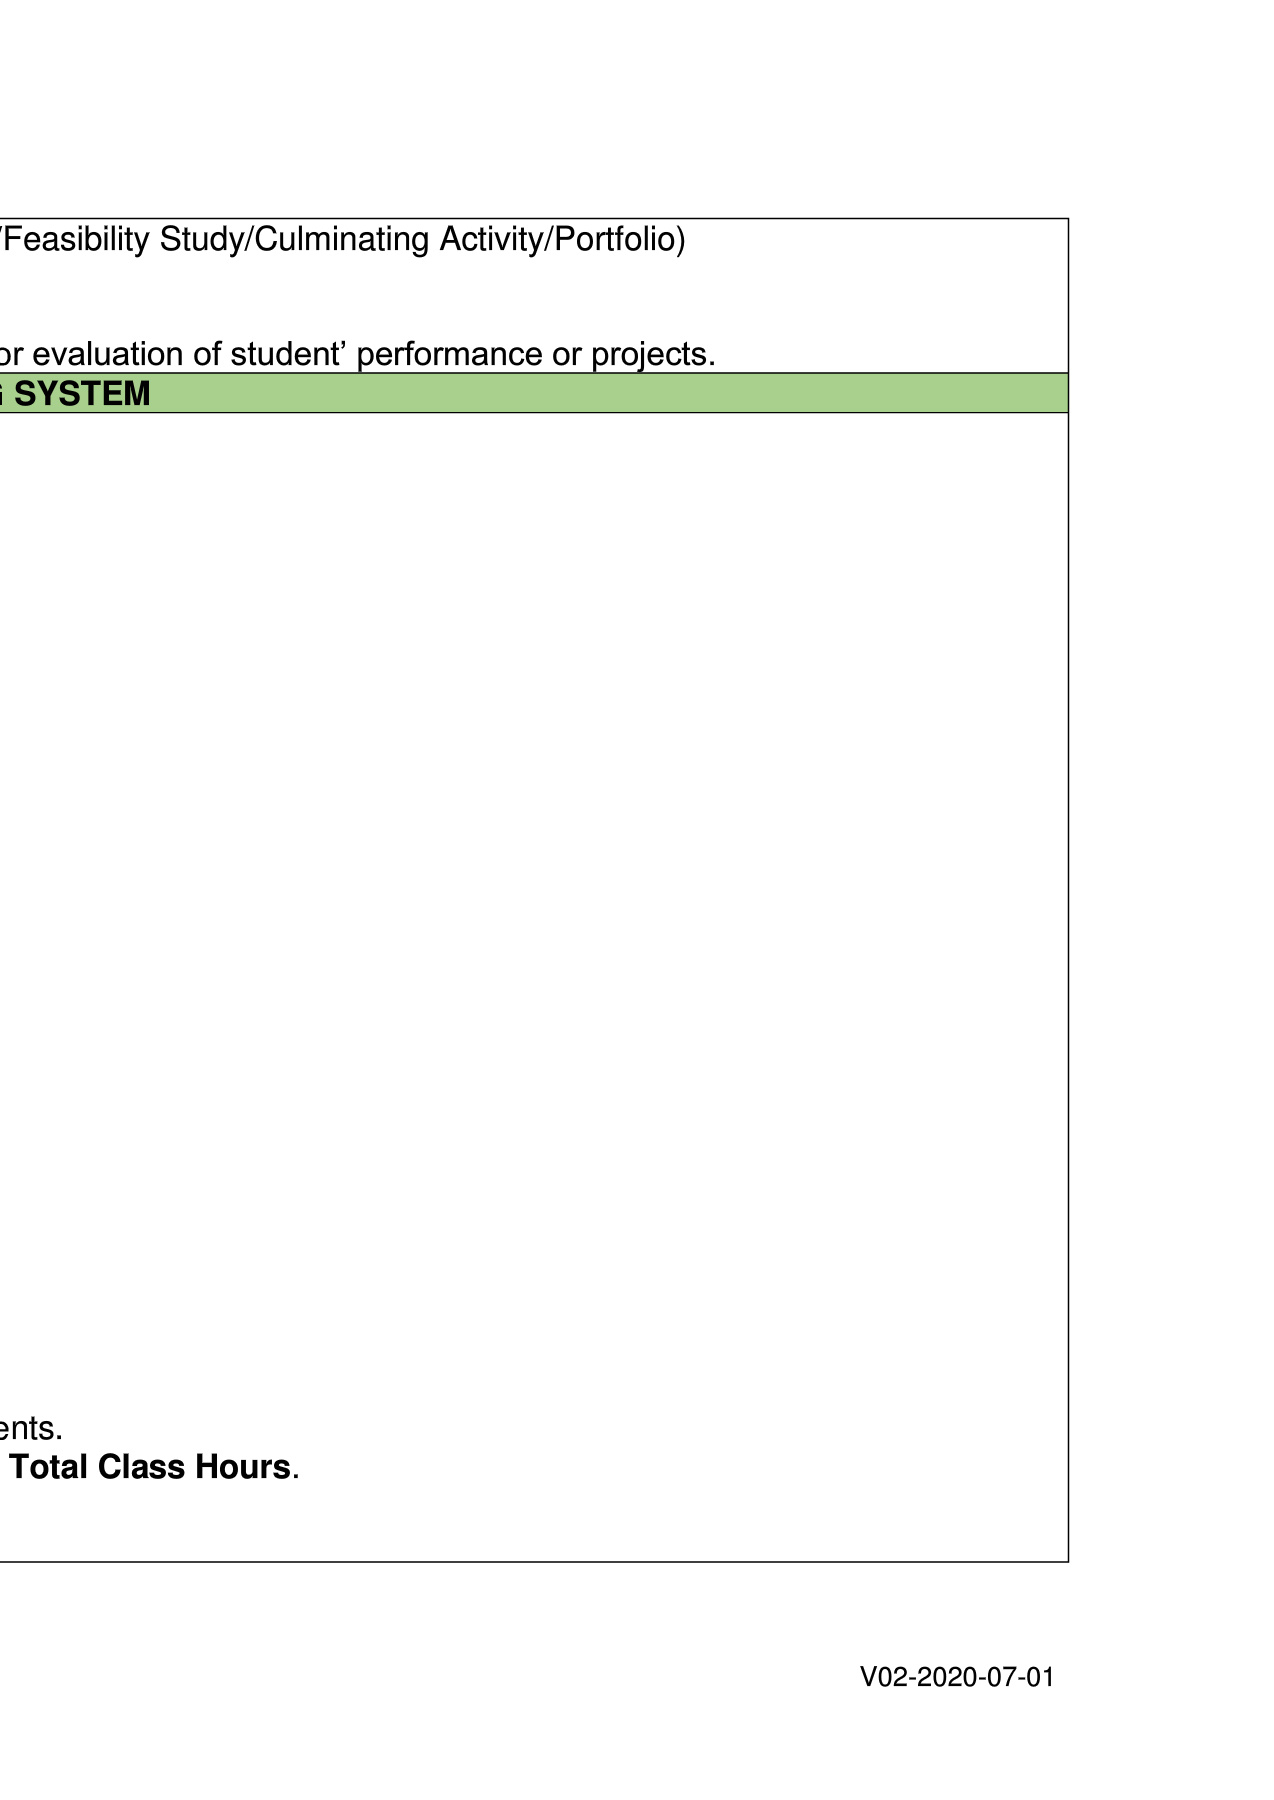 /Feasibility Study/Culminating Activity/Portfolio)
or evaluation of student’ performance or projects.
SYSTEM
ents.
Total Class Hours.
V02-2020-07-01